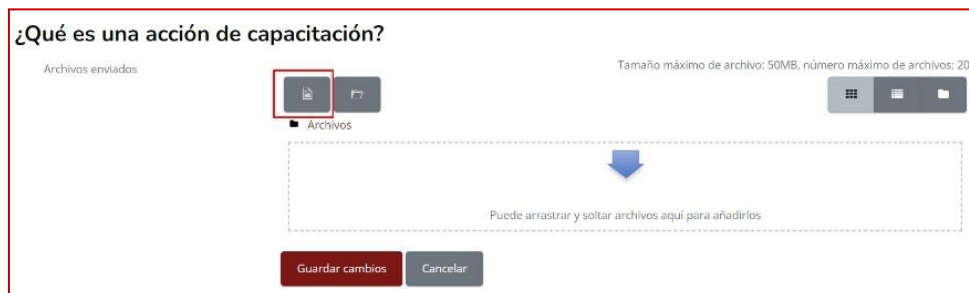 ¿Qué es una acción de capacitación?
Archivos enviados
Tamaño máximo de archivo: 50MB, número máximo de archivos: 20
Archivos
Puede arrastrar y soltar archivos aquí para añadirlos
Guardar cambios
Cancelar